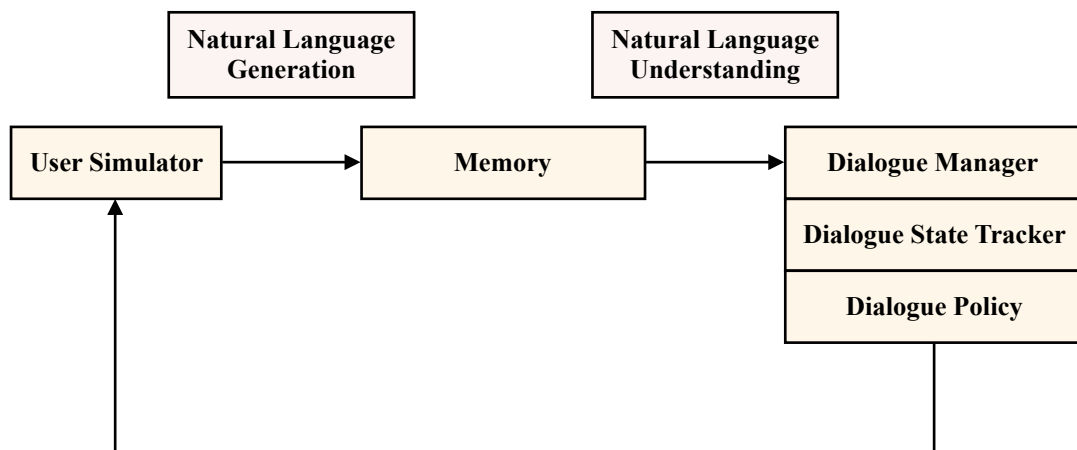 Natural Language
Generation
Natural Language
Understanding
User Simulator
Memory
Dialogue Manager
Dialogue State Tracker
Dialogue Policy